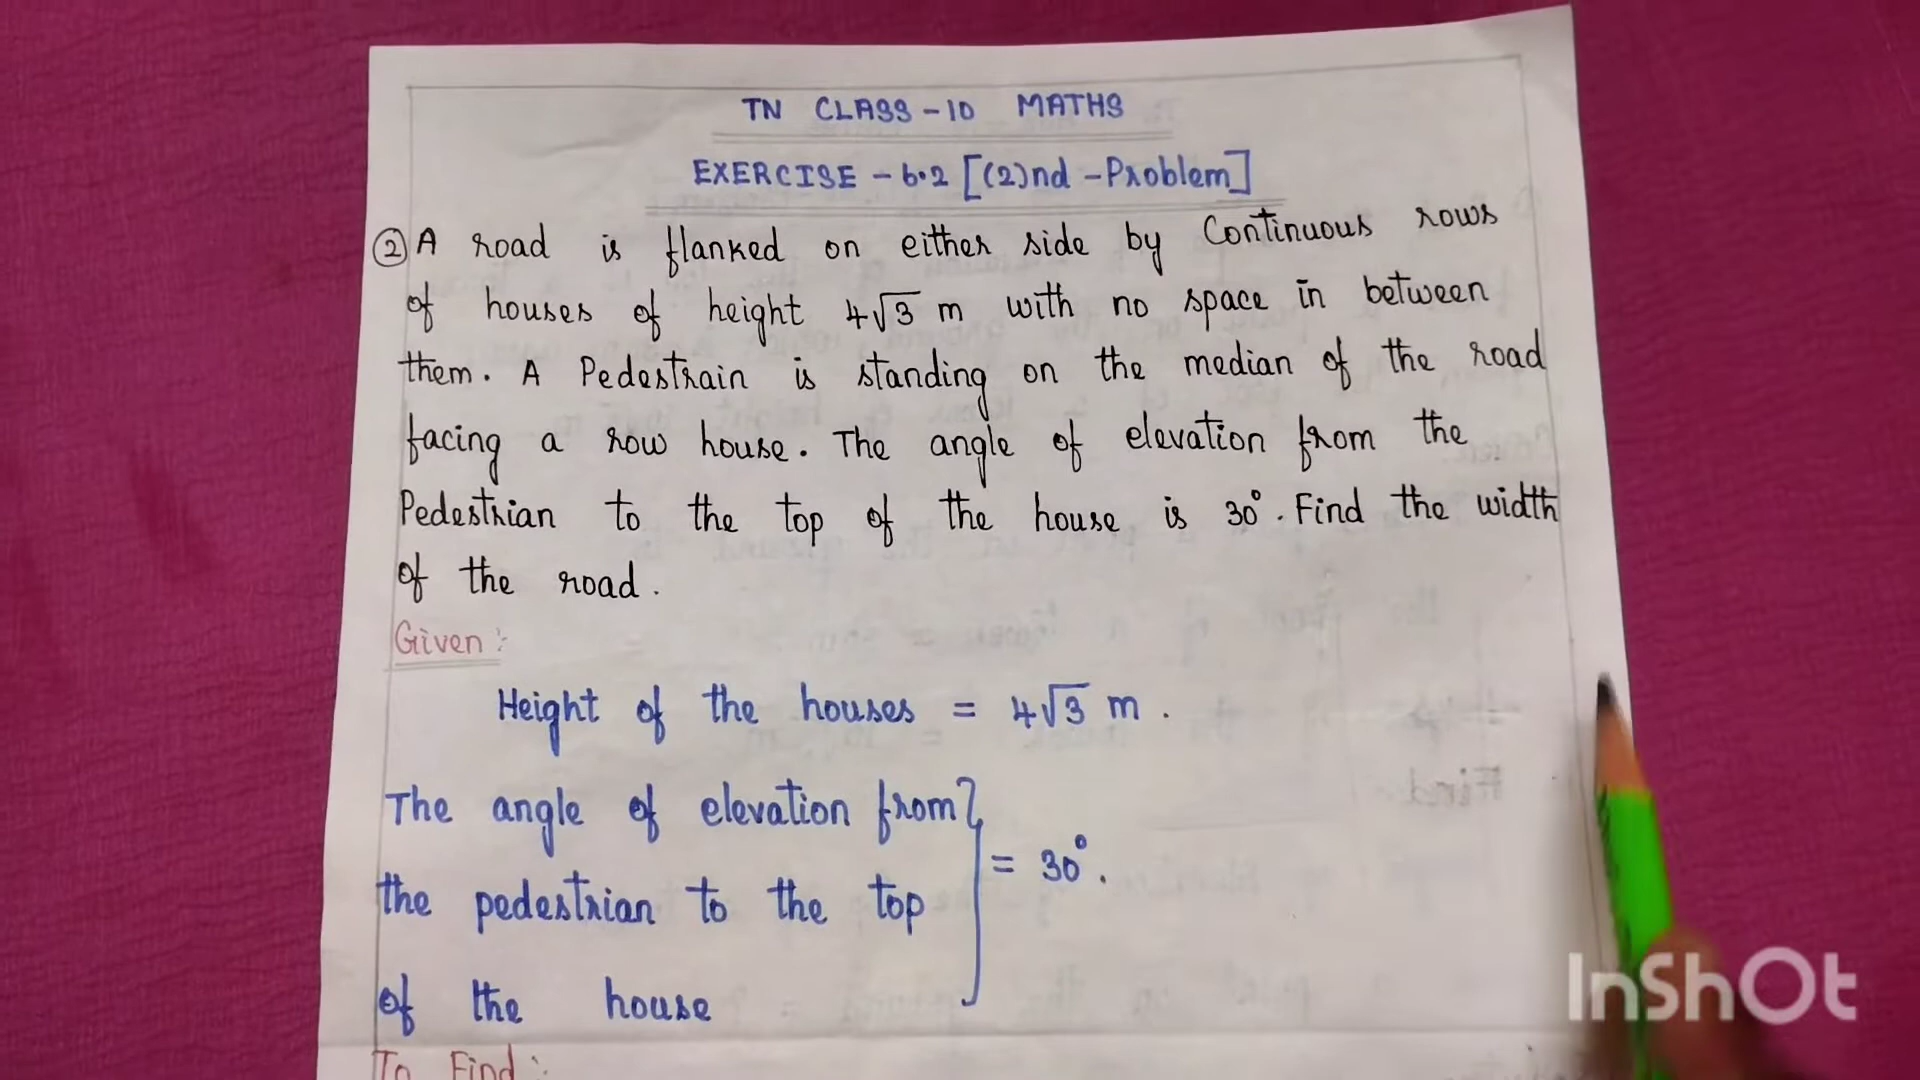 TN CLASS-10 MATHS
EXERCISE - 6.2 [(2)nd - Problem]
② A road is flanked on either side by Continuous rows
of houses of height 4√3 m with no space in between
them. A Pedestrain is standing on the median of the road
facing a row house. The angle of elevation from the
Pedestrian to the top of the house is 30°. Find the width
of the road.
Given:
Height of the houses = 4√3 m.
The angle of elevation from
the pedestrian to the top } = 30°.
of the house
To Find:
InShOt